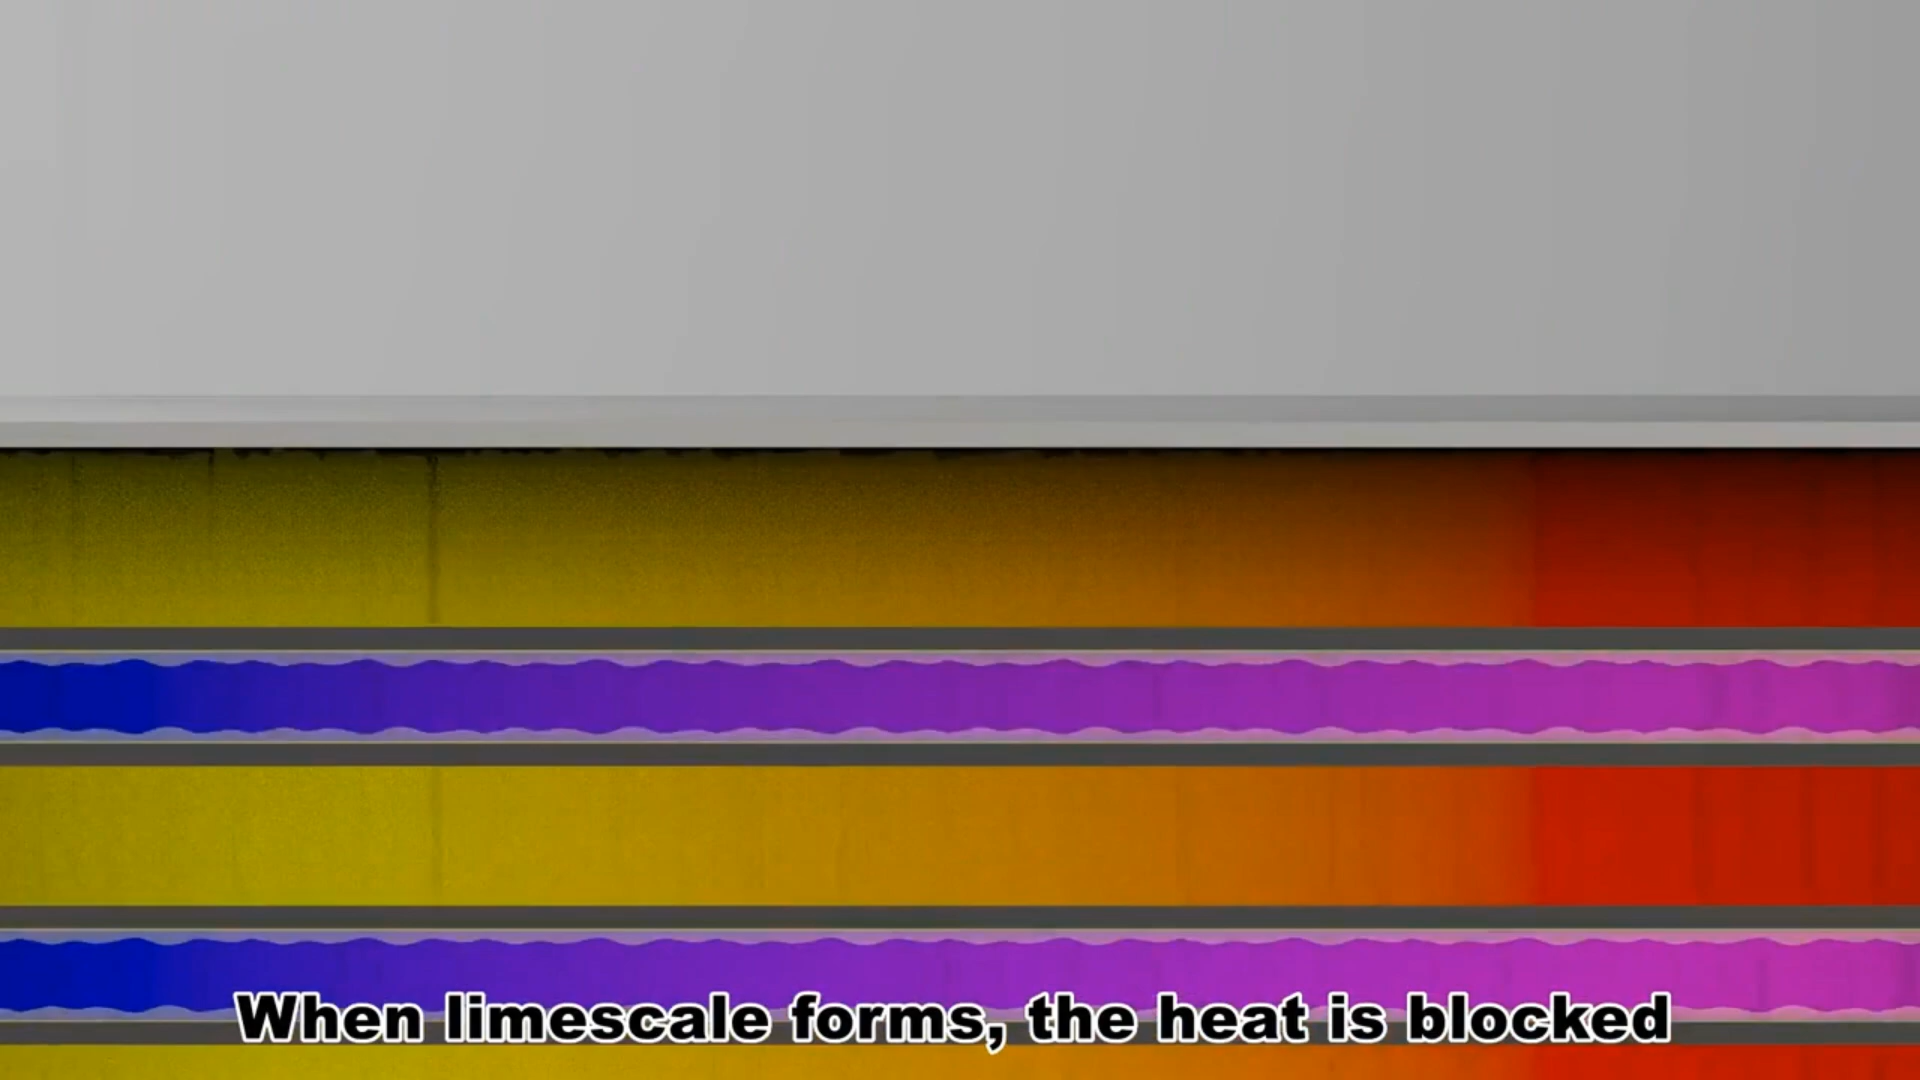 When limescale forms, the heat is blocked